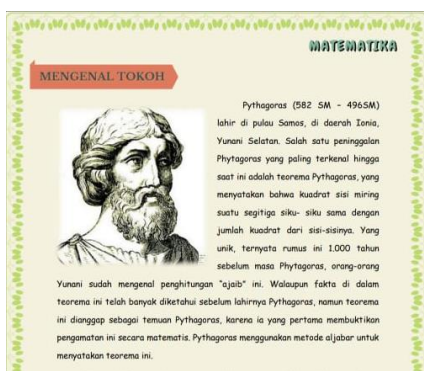 MATEMATIKA
MENGENAL TOKOH
Pythagoras (582 SM - 496SM)
lahir di pulau Samos, di daerah Ionia,
Yunani Selatan. Salah satu peninggalan
Phytagoras yang paling terkenal hingga
saat ini adalah teorema Pythagoras, yang
menyatakan bahwa kuadrat sisi miring
suatu segitiga siku- siku sama dengan
jumlah kuadrat dari sisi-sisinya. Yang
unik, ternyata rumus ini 1.000 tahun
sebelum masa Phytagoras, orang-orang
Yunani sudah mengenal penghitungan "ajaib" ini. Walaupun fakta di dalam
teorema ini telah banyak diketahui sebelum lahirnya Pythagoras, namun teorema
ini dianggap sebagai temuan Pythagoras, karena ia yang pertama membuktikan
pengamatan ini secara matematis. Pythagoras menggunakan metode aljabar untuk
menyatakan teorema ini.